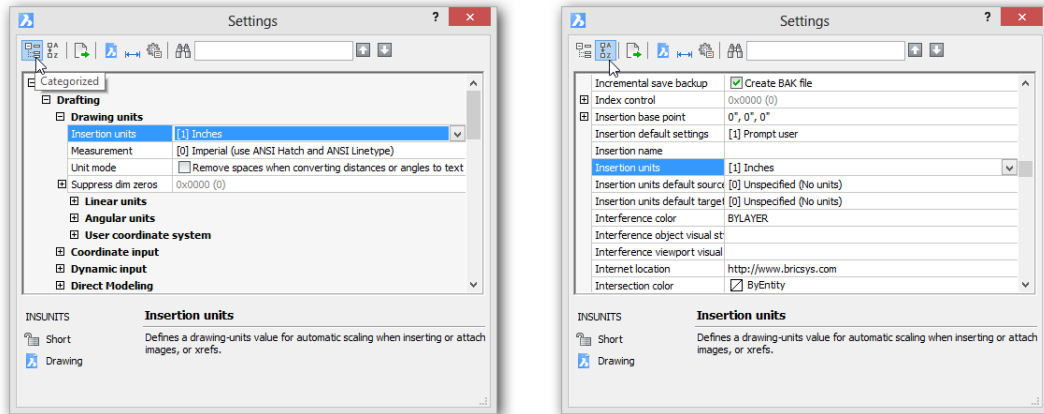 Settings
?
×
Categorized
Drafting
Drawing units
Insertion units [1] Inches
Measurement [0] Imperial (use ANSI Hatch and ANSI Linetype)
Unit mode Remove spaces when converting distances or angles to text
Suppress dim zeros 0x0000 (0)
Linear units
Angular units
User coordinate system
Coordinate input
Dynamic input
Direct Modeling
INSUNITS
Insertion units
Short
Defines a drawing-units value for automatic scaling when inserting or attach
images, or xrefs.
Drawing
Settings
?
×
Incremental save backup Create BAK file
Index control 0x0000 (0)
Insertion base point 0", 0", 0"
Insertion default settings [1] Prompt user
Insertion name
Insertion units [1] Inches
Insertion units default source [0] Unspecified (No units)
Insertion units default target [0] Unspecified (No units)
Interference color BYLAYER
Interference object visual st
Interference viewport visual
Internet location http://www.bricsys.com
Intersection color ByEntity
INSUNITS
Insertion units
Short
Defines a drawing-units value for automatic scaling when inserting or attach
images, or xrefs.
Drawing